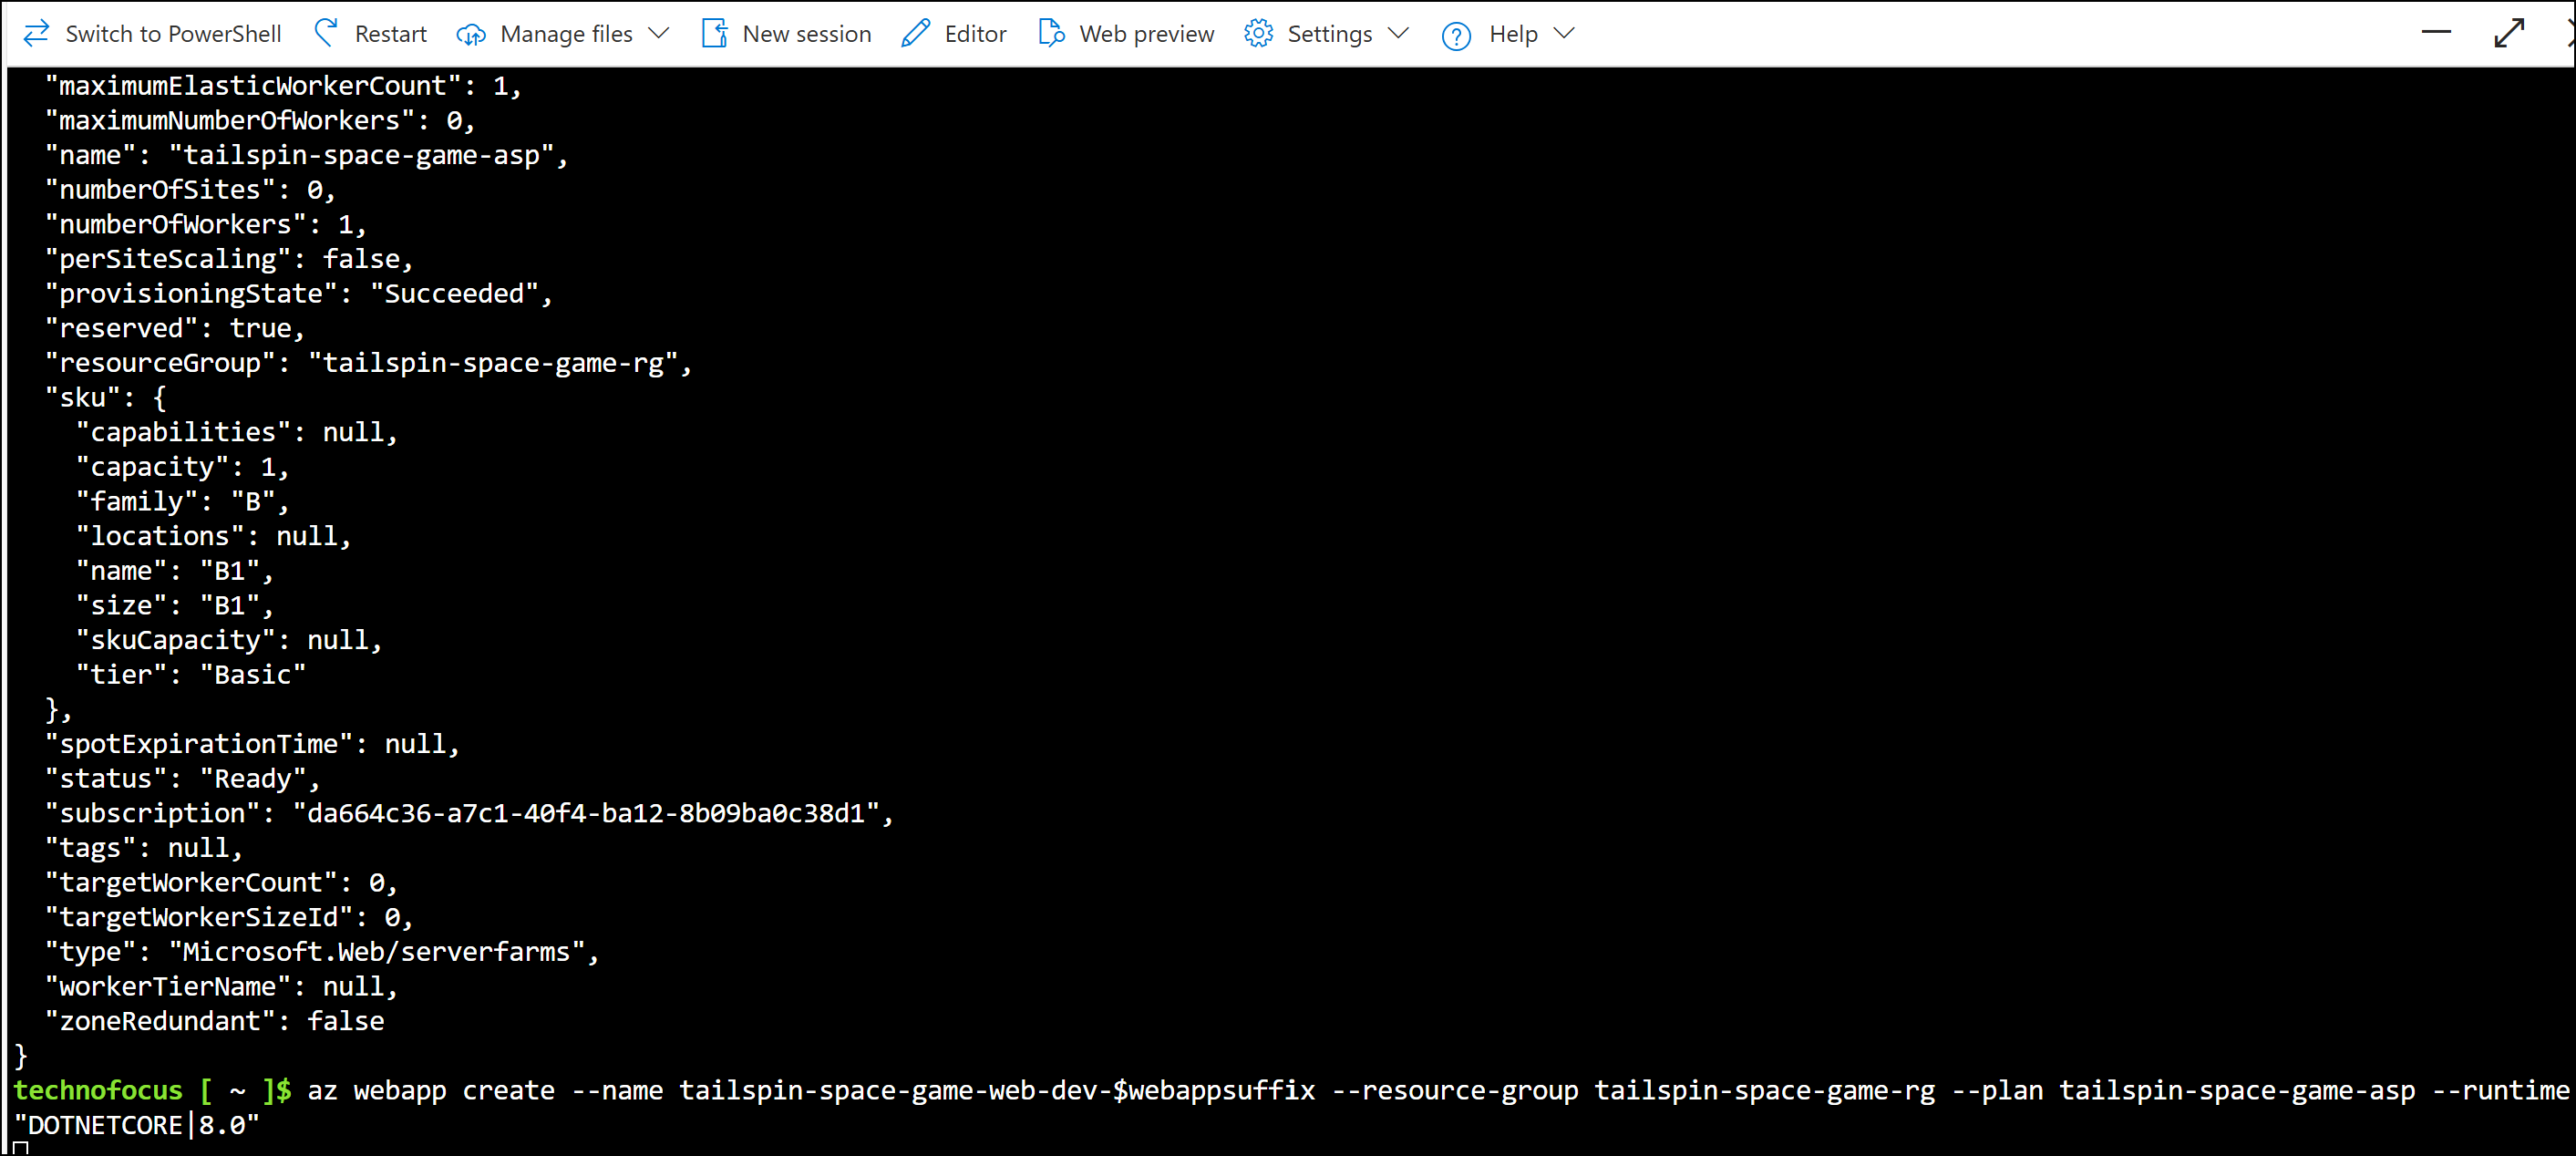 Switch to PowerShell Restart Manage files New session Editor Web preview Settings Help
"maximumElasticWorkerCount": 1,
"maximumNumberOfWorkers": 0,
"name": "tailspin-space-game-asp",
"numberOfSites": 0,
"numberOfWorkers": 1,
"perSiteScaling": false,
"provisioningState": "Succeeded",
"reserved": true,
"resourceGroup": "tailspin-space-game-rg",
"sku": {
"capabilities": null,
"capacity": 1,
"family": "B",
"locations": null,
"name": "B1",
"size": "B1",
"skuCapacity": null,
"tier": "Basic"
},
"spotExpirationTime": null,
"status": "Ready",
"subscription": "da664c36-a7c1-40f4-ba12-8b09ba0c38d1",
"tags": null,
"targetWorkerCount": 0,
"targetWorkerSizeId": 0,
"type": "Microsoft.Web/serverfarms",
"workerTierName": null,
"zoneRedundant": false
}
technofocus [ ~ ]$ az webapp create --name tailspin-space-game-web-dev-$webappsuffix --resource-group tailspin-space-game-rg --plan tailspin-space-game-asp --runtime
"DOTNETCORE|8.0"